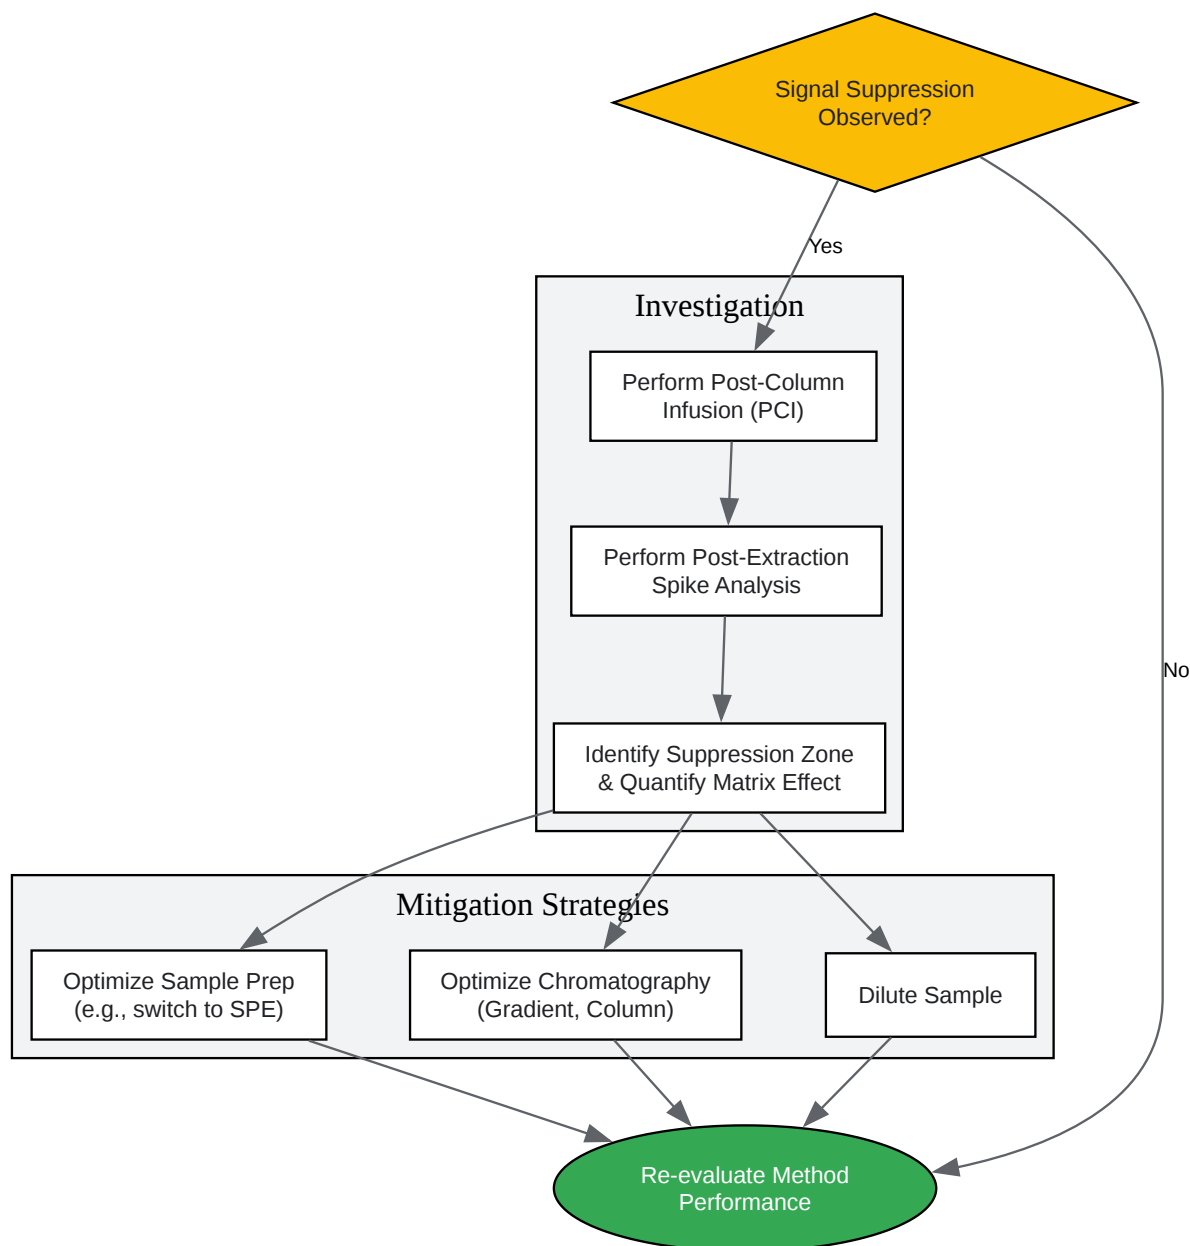 Signal Suppression
Observed?
Yes
Investigation
Perform Post-Column
Infusion (PCI)
Perform Post-Extraction
Spike Analysis
No
Identify Suppression Zone
& Quantify Matrix Effect
Mitigation Strategies
Optimize Sample Prep
(e.g., switch to SPE)
Optimize Chromatography
(Gradient, Column)
Dilute Sample
Re-evaluate Method
Performance